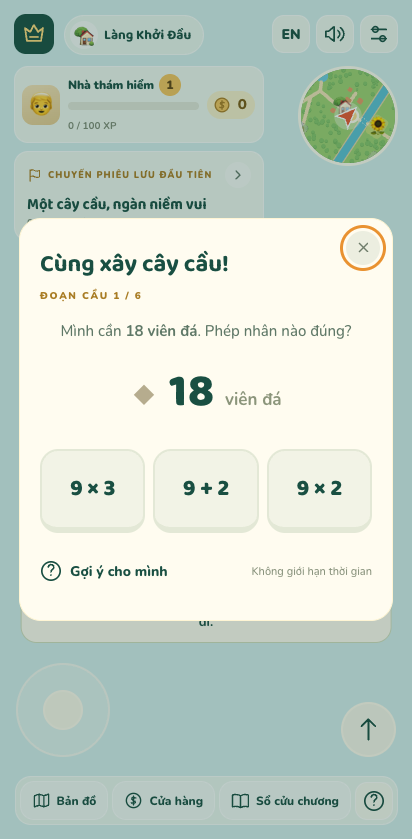 Làng Khởi Đầu
EN
Nhà thám hiểm 1
0
0 / 100 XP
CHUYẾN PHIÊU LƯU ĐẦU TIÊN
Một cây cầu, ngàn niềm vui
Cùng xây cây cầu!
ĐOẠN CẦU 1 / 6
Mình cần 18 viên đá. Phép nhân nào đúng?
18 viên đá
9 × 3
9 + 2
9 × 2
Gợi ý cho mình
Không giới hạn thời gian
đi.
Bản đồ
Cửa hàng
Sổ cửu chương